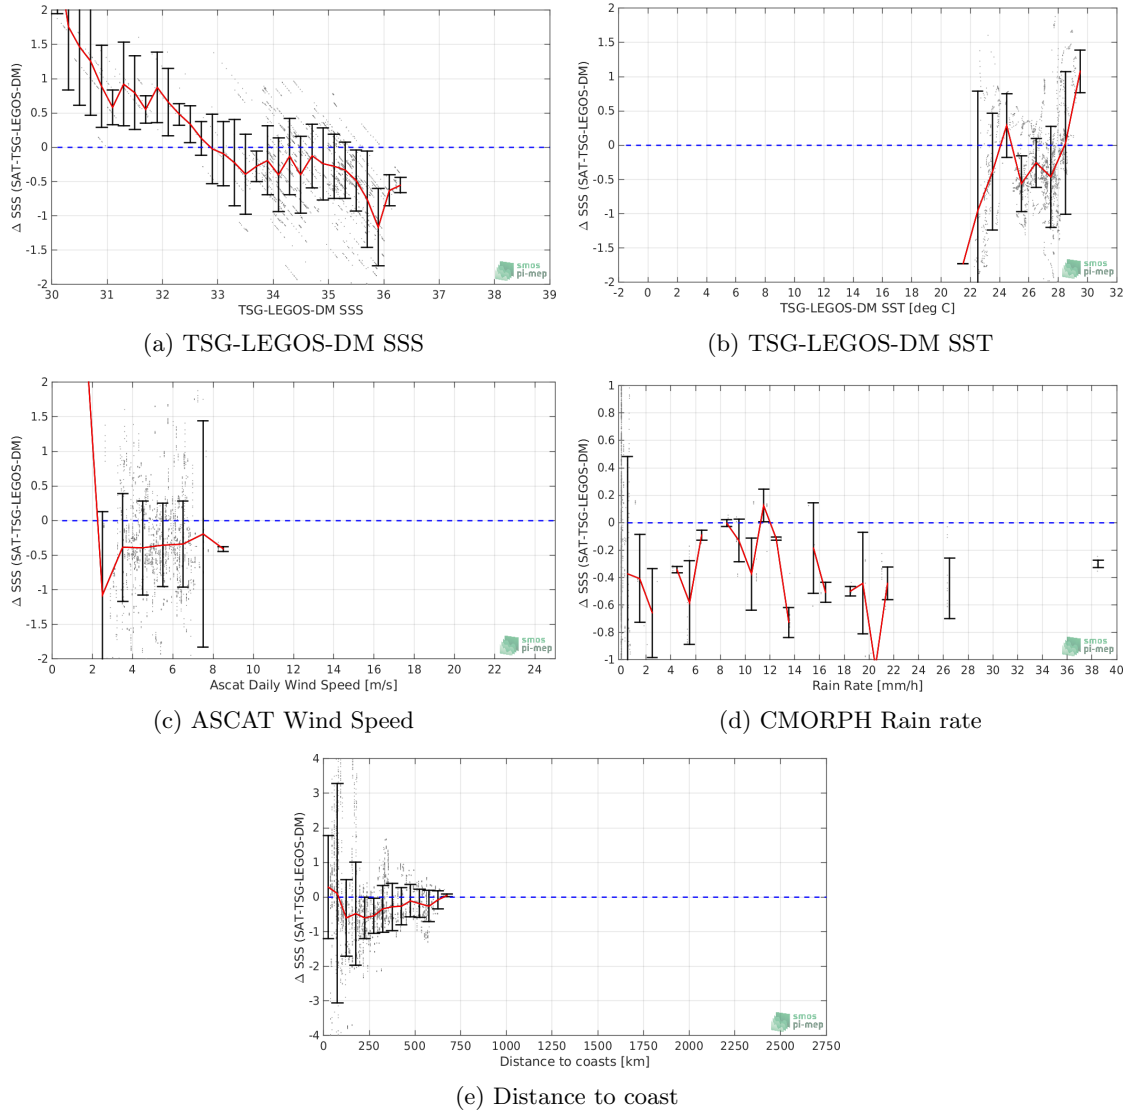 2
1.5
1
0.5
0
-0.5
-1
-1.5
-2
Δ SSS (SAT-TSG-LEGOS-DM)
30 31 32 33 34 35 36 37 38 39
TSG-LEGOS-DM SSS
smos
pi-mep
(a) TSG-LEGOS-DM SSS
2
1.5
1
0.5
0
-0.5
-1
-1.5
-2
Δ SSS (SAT-TSG-LEGOS-DM)
-2 0 2 4 6 8 10 12 14 16 18 20 22 24 26 28 30 32
TSG-LEGOS-DM SST [deg C]
smos
pi-mep
(b) TSG-LEGOS-DM SST
2
1.5
1
0.5
0
-0.5
-1
-1.5
-2
Δ SSS (SAT-TSG-LEGOS-DM)
0 2 4 6 8 10 12 14 16 18 20 22 24
Ascat Daily Wind Speed [m/s]
smos
pi-mep
(c) ASCAT Wind Speed
1
0.8
0.6
0.4
0.2
0
-0.2
-0.4
-0.6
-0.8
-1
Δ SSS (SAT-TSG-LEGOS-DM)
0 2 4 6 8 10 12 14 16 18 20 22 24 26 28 30 32 34 36 38 40
Rain Rate [mm/h]
smos
pi-mep
(d) CMORPH Rain rate
4
3
2
1
0
-1
-2
-3
-4
Δ SSS (SAT-TSG-LEGOS-DM)
0 250 500 750 1000 1250 1500 1750 2000 2250 2500 2750
Distance to coasts [km]
smos
pi-mep
(e) Distance to coast